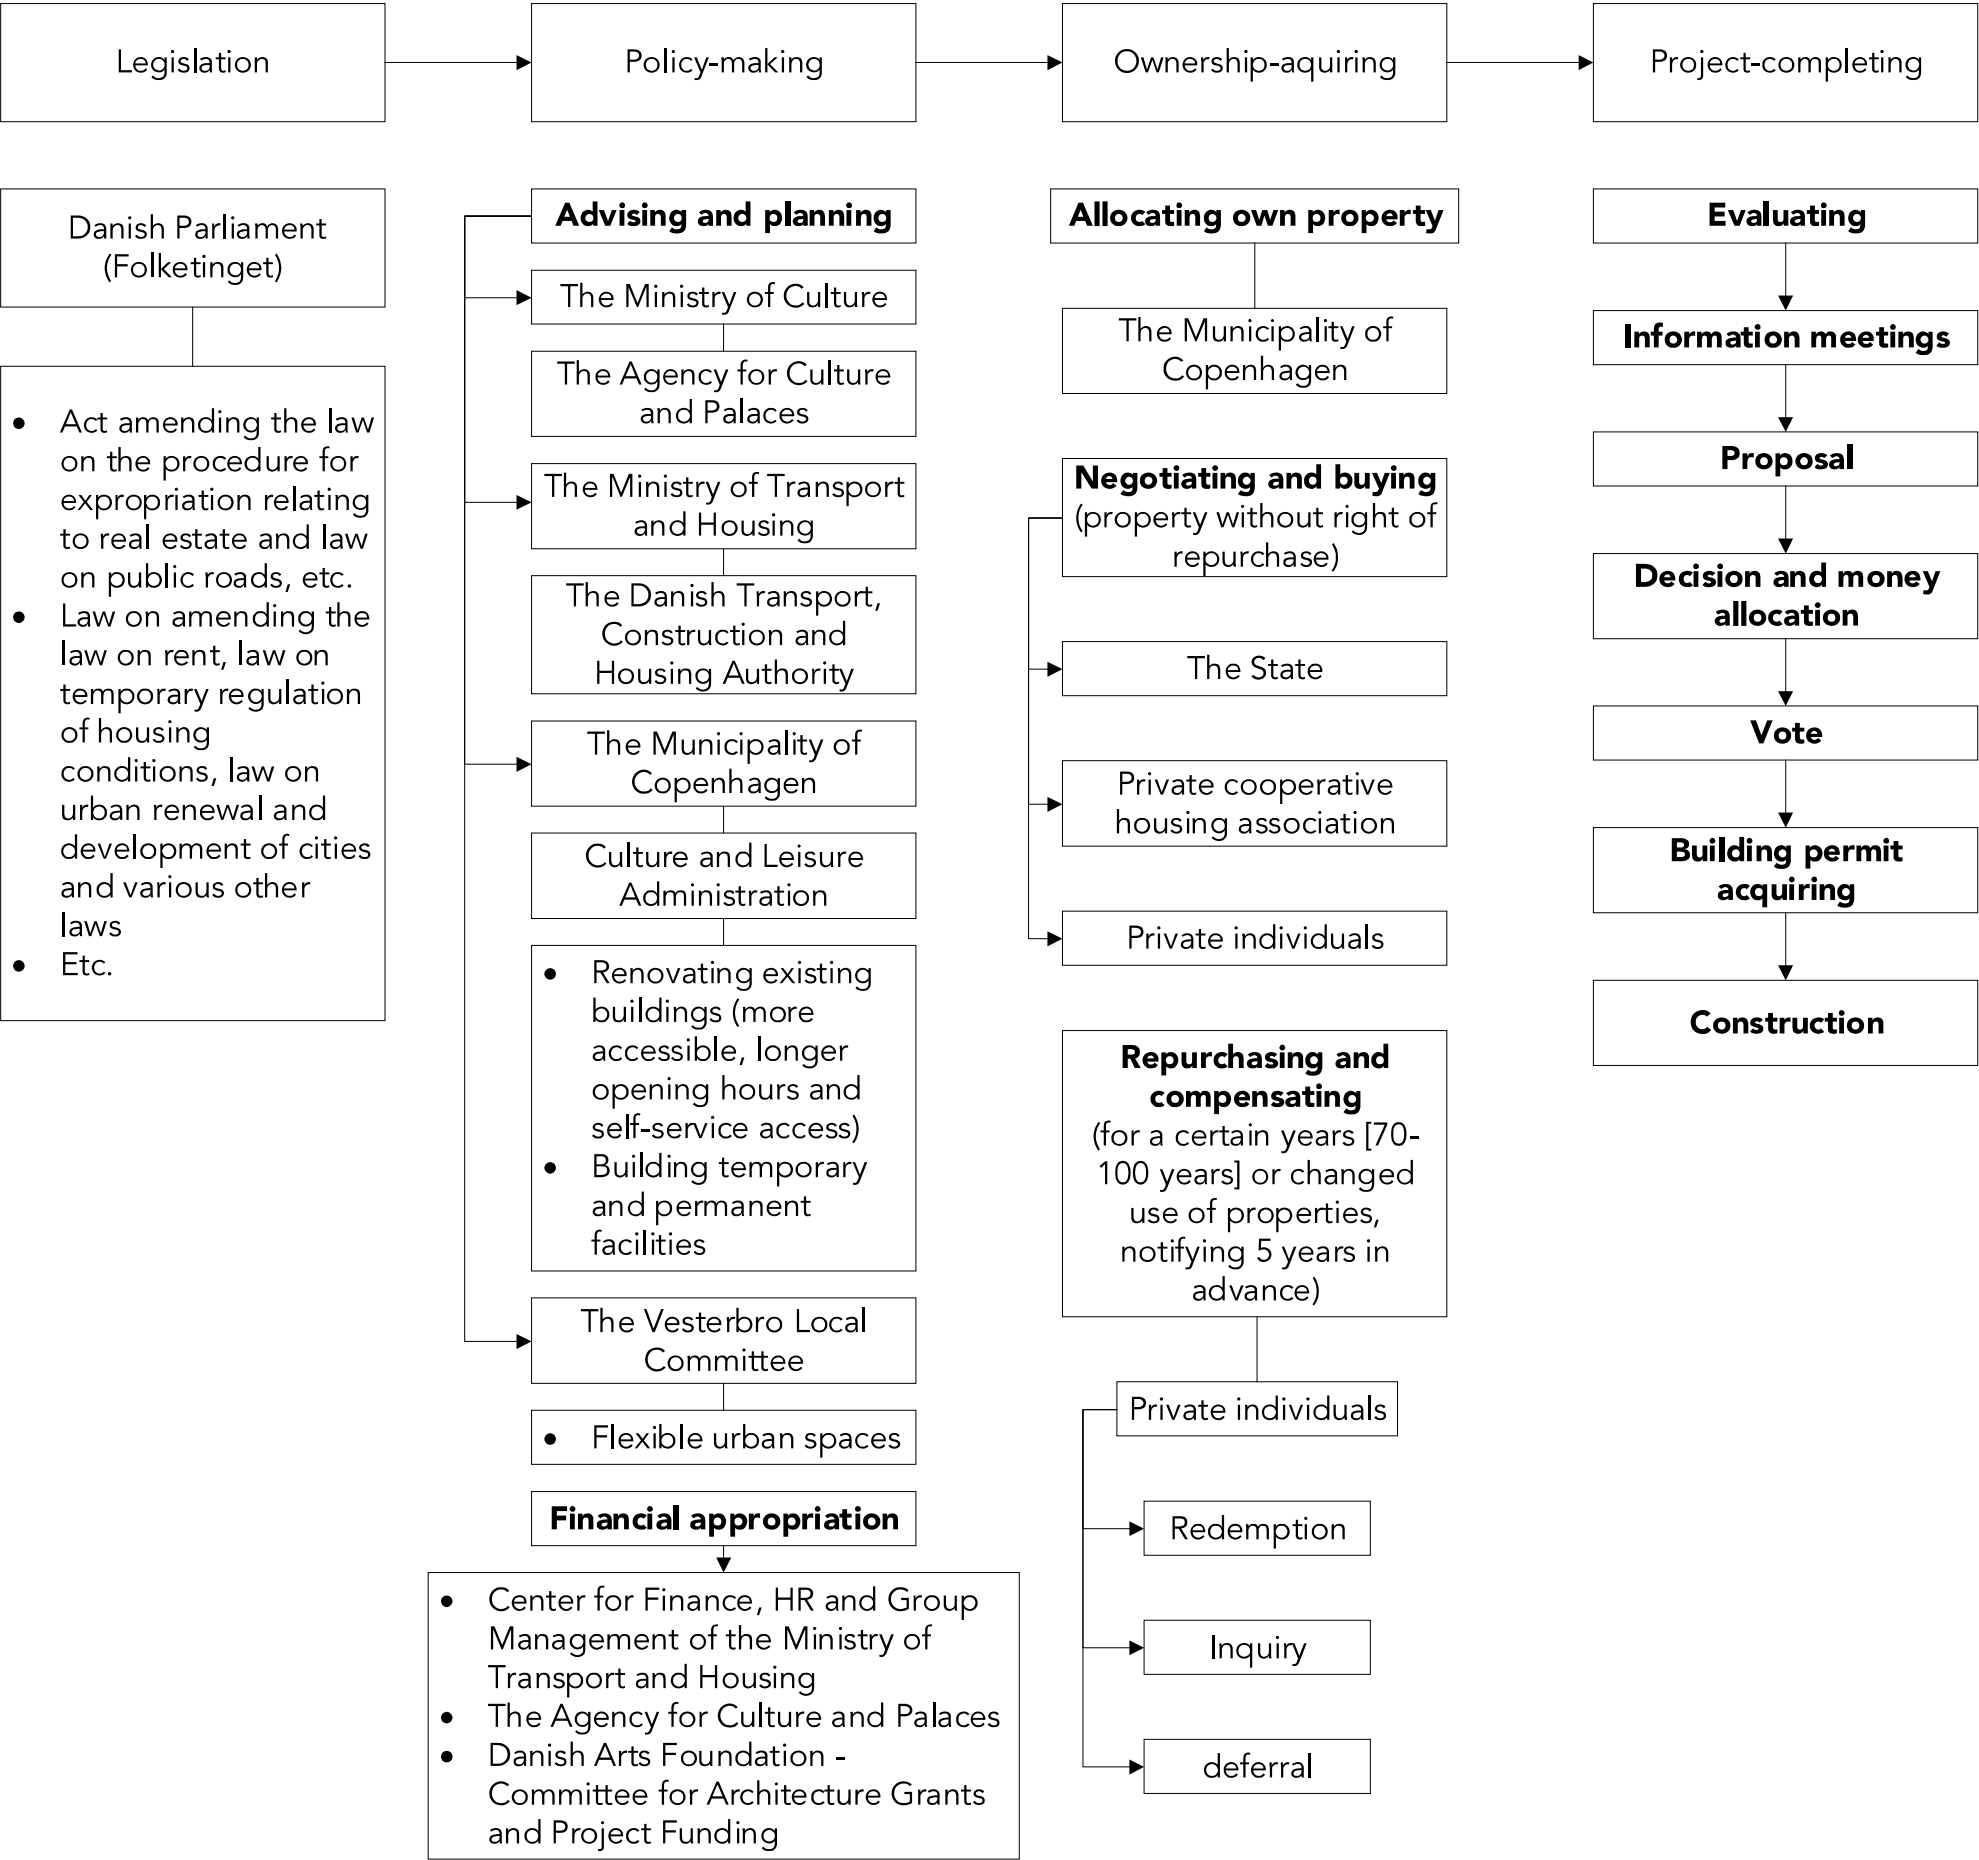 Legislation
Policy-making
Ownership-aquiring
Project-completing
Danish Parliament
(Folketinget)
• Act amending the law
on the procedure for
expropriation relating
to real estate and law
on public roads, etc.
• Law on amending the
law on rent, law on
temporary regulation
of housing
conditions, law on
urban renewal and
development of cities
and various other
laws
• Etc.
Advising and planning
The Ministry of Culture
The Agency for Culture
and Palaces
The Ministry of Transport
and Housing
The Danish Transport,
Construction and
Housing Authority
The Municipality of
Copenhagen
Culture and Leisure
Administration
• Renovating existing
buildings (more
accessible, longer
opening hours and
self-service access)
• Building temporary
and permanent
facilities
The Vesterbro Local
Committee
• Flexible urban spaces
Financial appropriation
• Center for Finance, HR and Group
Management of the Ministry of
Transport and Housing
• The Agency for Culture and Palaces
• Danish Arts Foundation -
Committee for Architecture Grants
and Project Funding
Allocating own property
The Municipality of
Copenhagen
Negotiating and buying
(property without right of
repurchase)
The State
Private cooperative
housing association
Private individuals
Repurchasing and
compensating
(for a certain years [70-
100 years] or changed
use of properties,
notifying 5 years in
advance)
Private individuals
Redemption
Inquiry
deferral
Evaluating
Information meetings
Proposal
Decision and money
allocation
Vote
Building permit
acquiring
Construction